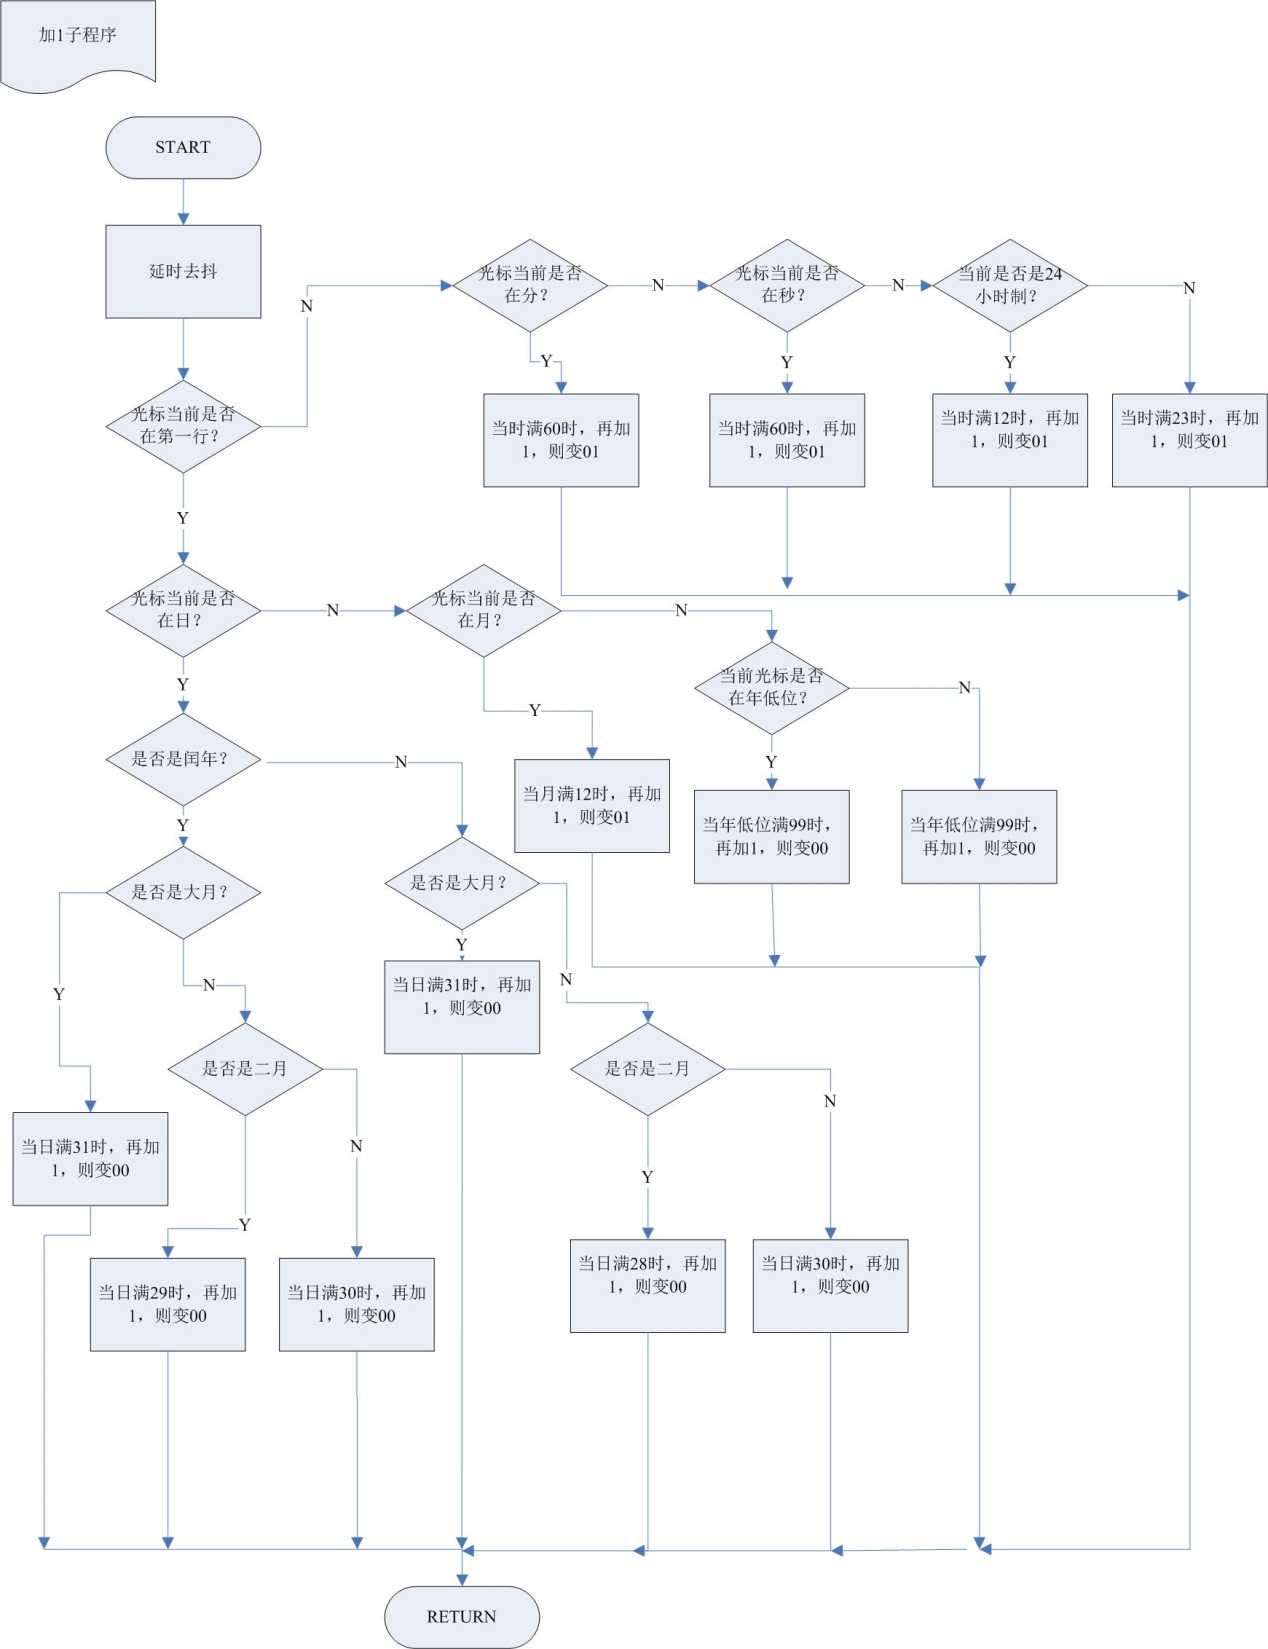 加1子程序
START
延时去抖
光标当前是否
在第一行？
N
Y
光标当前是否
在分？
N
光标当前是否
在秒？
N
当前是否是24
小时制？
N
Y
Y
Y
当时满60时，再加
1，则变01
当时满60时，再加
1，则变01
当时满12时，再加
1，则变01
当时满23时，再加
1，则变01
光标当前是否
在日？
N
光标当前是否
在月？
N
Y
Y
当前光标是否
在年低位？
N
Y
是否是闰年？
N
Y
当月满12时，再加
1，则变01
当年低位满99时，
再加1，则变00
当年低位满99时，
再加1，则变00
是否是大月？
Y
N
是否是大月？
Y
N
当日满31时，再加
1，则变00
是否是二月
N
Y
是否是二月
N
Y
当日满31时，再加
1，则变00
当日满29时，再加
1，则变00
当日满30时，再加
1，则变00
当日满28时，再加
1，则变00
当日满30时，再加
1，则变00
RETURN